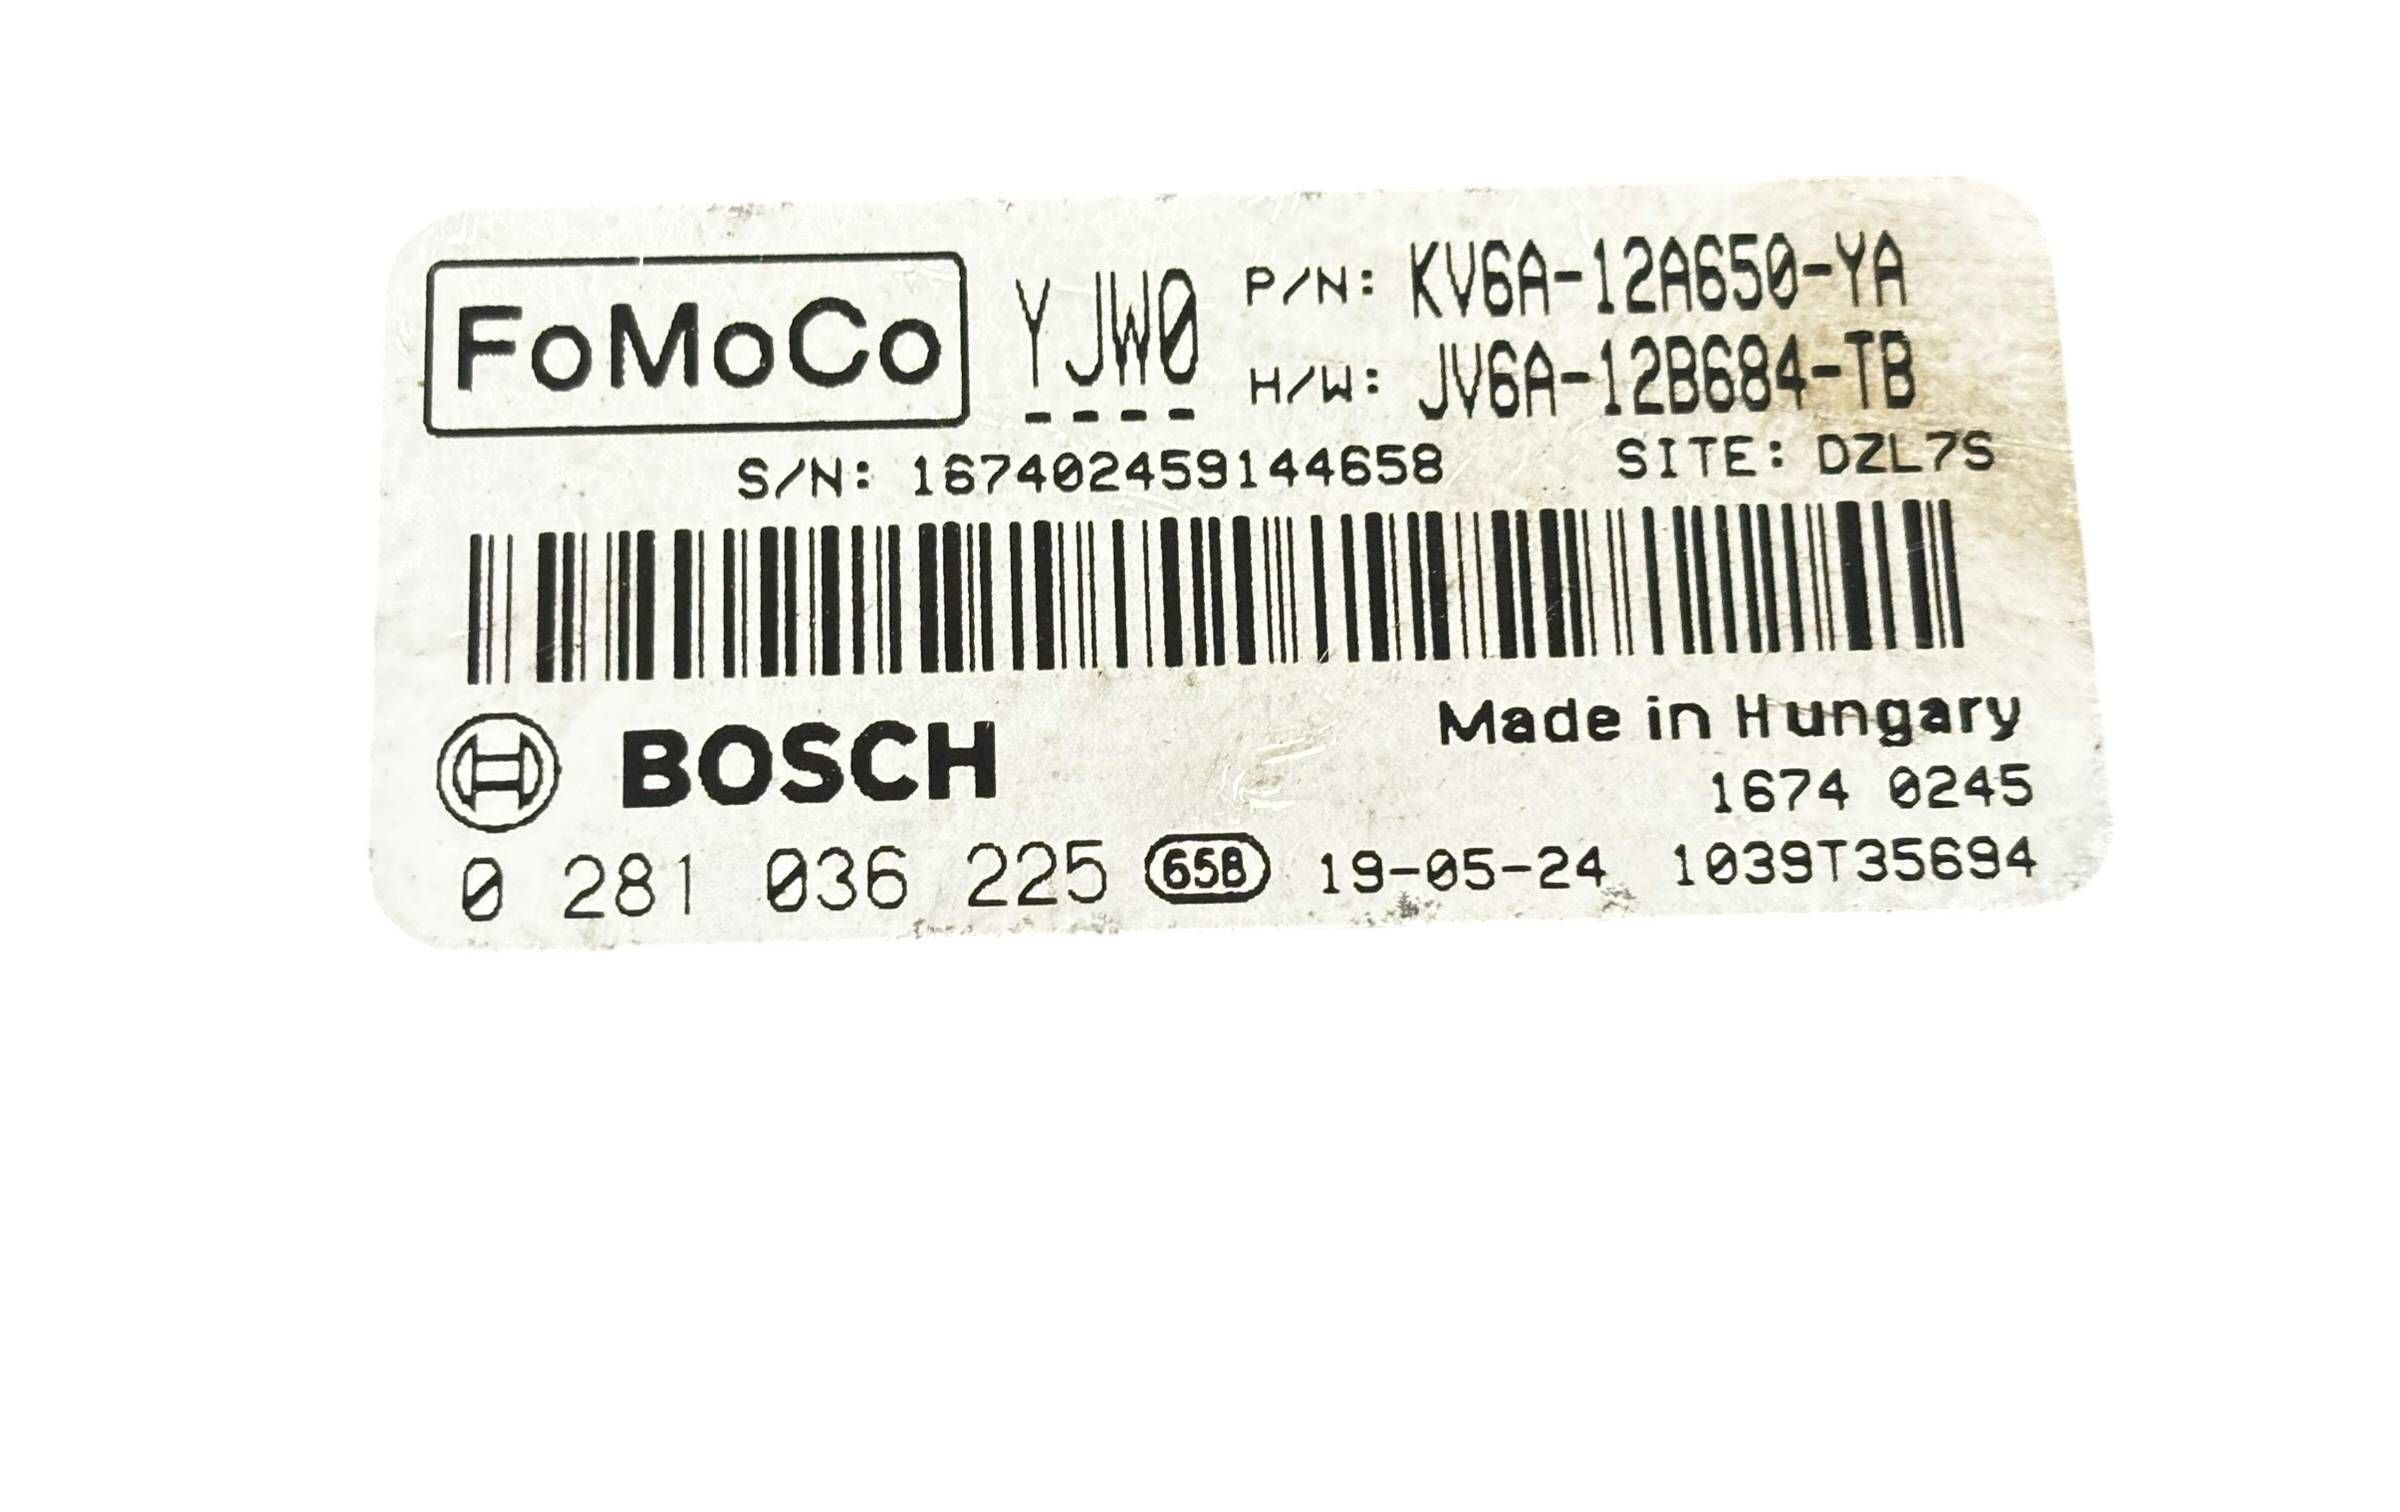 FoMoCo YJW0 P/N: KV6A-12A650-YA
---- H/W: JV6A-12B684-TB
S/N: 167402459144658 SITE: DZL7S
BOSCH Made in Hungary
1674 0245
0 281 036 225 658 19-05-24 1039T35694